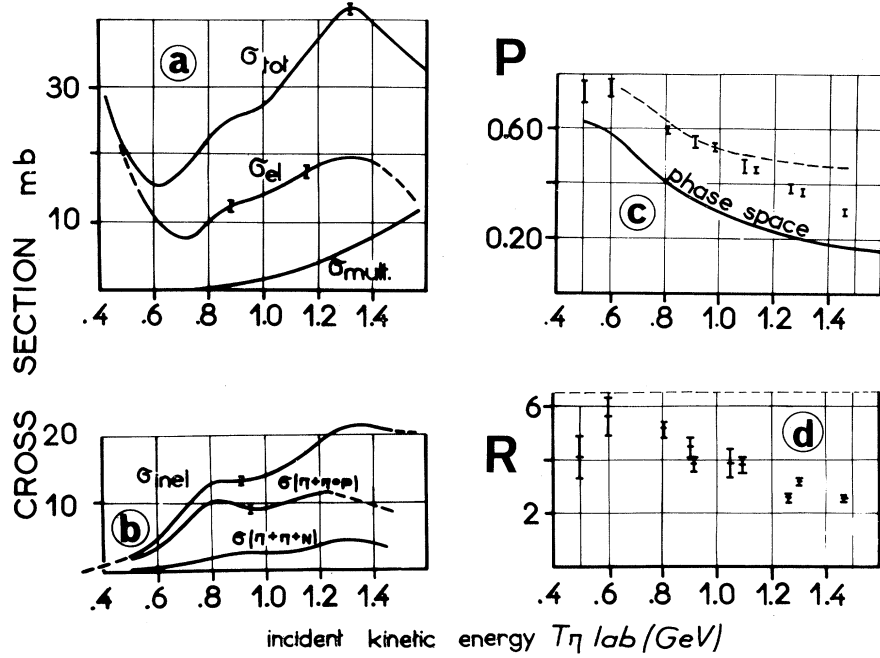 CROSS SECTION mb
a
30
10
σtot
σel
σmult.
.4 .6 .8 1.0 1.2 1.4
b
20
10
σinel
σ(π+π∘p)
σ(π+π+N)
.4 .6 .8 1.0 1.2 1.4
P
0.60
0.20
c
phase space
.4 .6 .8 1.0 1.2 1.4
R
6
4
2
d
.4 .6 .8 1.0 1.2 1.4
incident kinetic energy Tη lab (GeV)